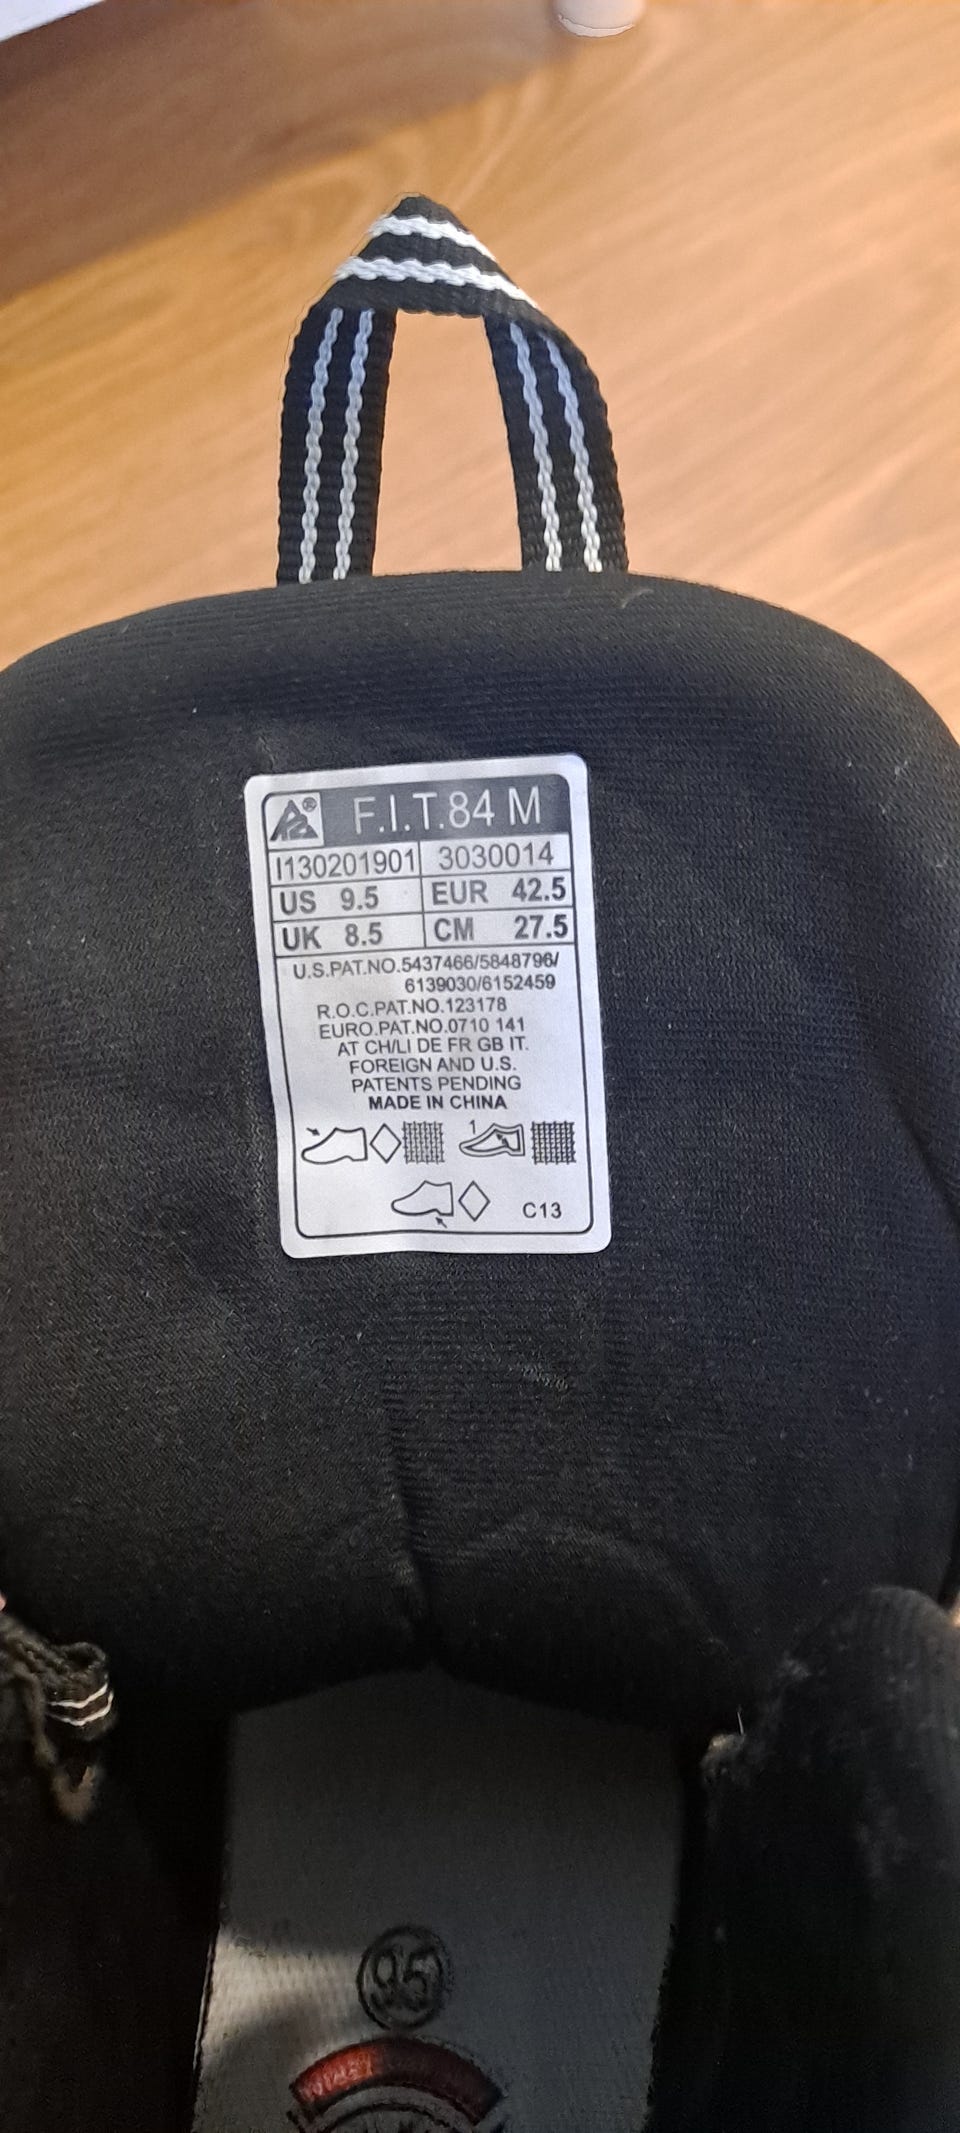 K2® F.I.T.84 M
I130201901 3030014
US 9.5 EUR 42.5
UK 8.5 CM 27.5
U.S.PAT.NO.5437466/5848796/
6139030/6152459
R.O.C.PAT.NO.123178
EURO.PAT.NO.0710 141
AT CH/LI DE FR GB IT.
FOREIGN AND U.S.
PATENTS PENDING
MADE IN CHINA
1
C13
9.5